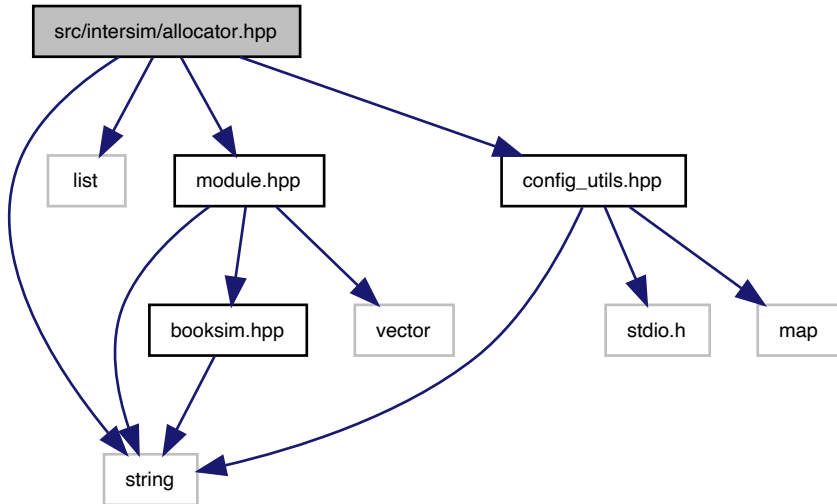 src/intersim/allocator.hpp
list
module.hpp
config_utils.hpp
booksim.hpp
vector
stdio.h
map
string